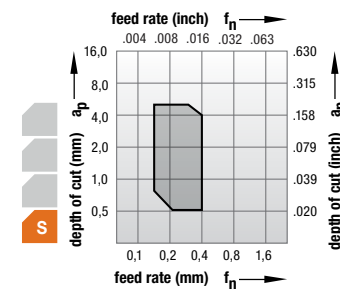 feed rate (inch) fn
.004 .008 .016 .032 .063
16,0 .630
8,0 .315
4,0 .158
2,0 .079
1,0 .039
0,5 .020
ap
depth of cut (mm)
ap
depth of cut (inch)
S
0,1 0,2 0,4 0,8 1,6
feed rate (mm) fn